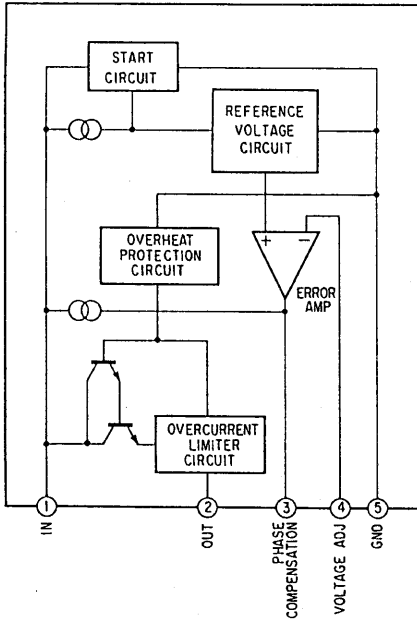 START
CIRCUIT
REFERENCE
VOLTAGE
CIRCUIT
OVERHEAT
PROTECTION
CIRCUIT
+ −
ERROR
AMP
OVERCURRENT
LIMITER
CIRCUIT
1
2
3
4
5
IN
OUT
PHASE
COMPENSATION
VOLTAGE ADJ
GND